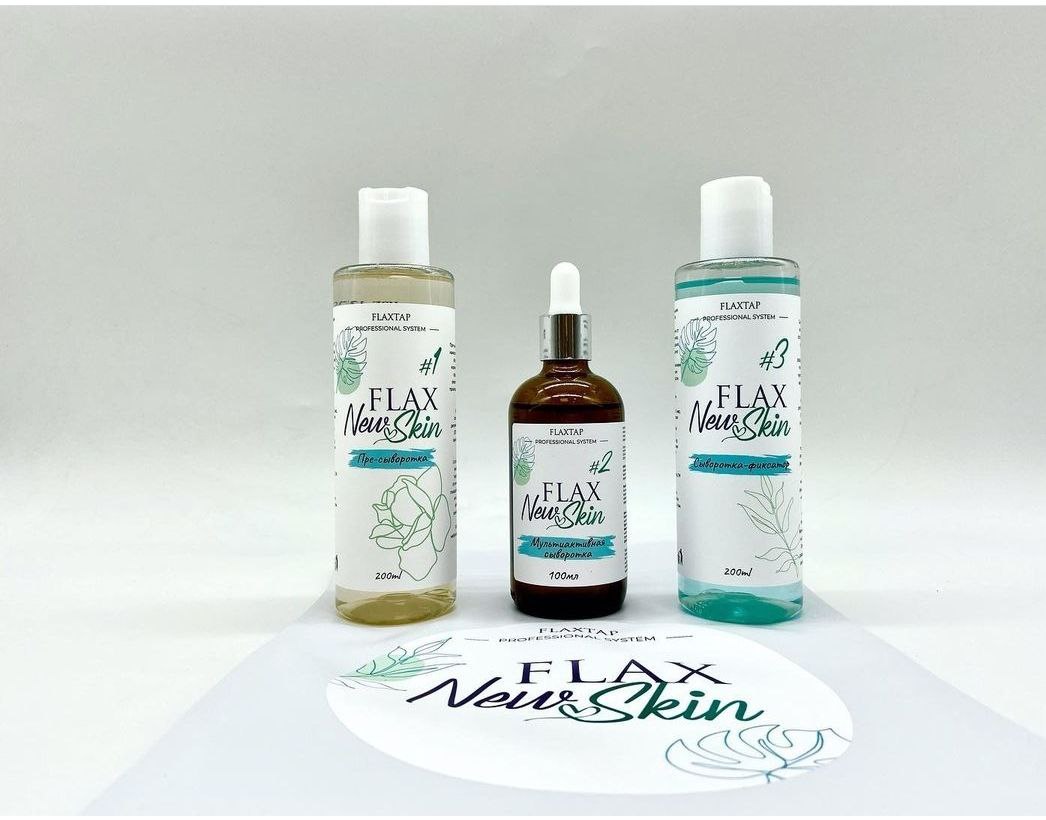 FLAXTAP
PROFESSIONAL SYSTEM
#1
FLAX
New Skin
Пре-сыворотка
200ml
FLAXTAP
PROFESSIONAL SYSTEM
#2
FLAX
New Skin
Мультиактивная
сыворотка
100мл
FLAXTAP
PROFESSIONAL SYSTEM
#3
FLAX
New Skin
Сыворотка-фиксатор
200ml
FLAXTAP
PROFESSIONAL SYSTEM
FLAX
New Skin